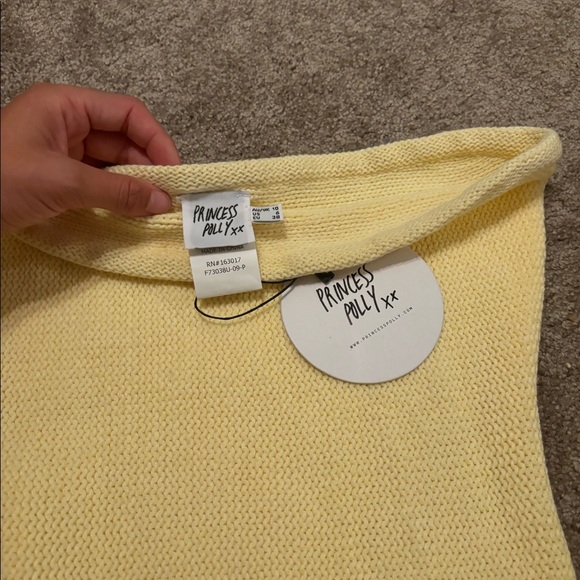 PRINCESS
POLLY xx
AU/UK 10
US 6
EU 38
RN#163017
F73038U-09-P
PRINCESS
POLLY
xx
WWW.PRINCESSPOLLY.COM